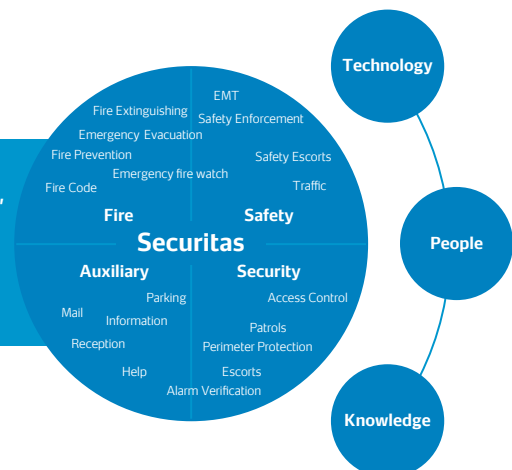 Technology
EMT
Fire Extinguishing
Safety Enforcement
Emergency Evacuation
Fire Prevention
Safety Escorts
Emergency fire watch
Fire Code
Traffic
Fire
Safety
Securitas
People
Auxiliary
Security
Parking
Access Control
Mail
Information
Patrols
Reception
Perimeter Protection
Help
Escorts
Alarm Verification
Knowledge